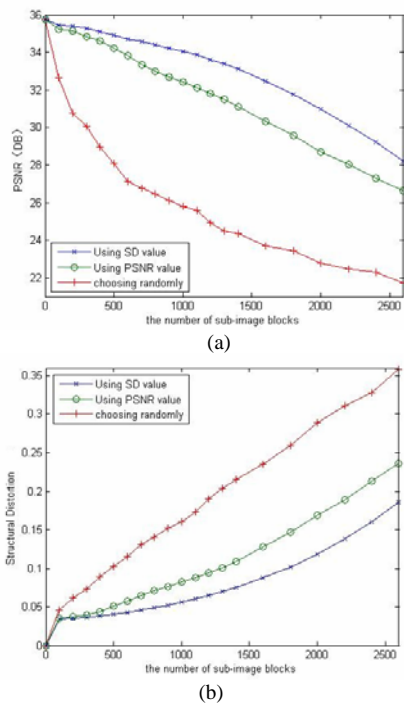 36
34
32
30
28
26
24
22
PSNR (DB)
Using SD value
Using PSNR value
choosing randomly
0 500 1000 1500 2000 2500
the number of sub-image blocks
(a)
0.35
0.3
0.25
0.2
0.15
0.1
0.05
0
Structural Distortion
Using SD value
Using PSNR value
choosing randomly
0 500 1000 1500 2000 2500
the number of sub-image blocks
(b)